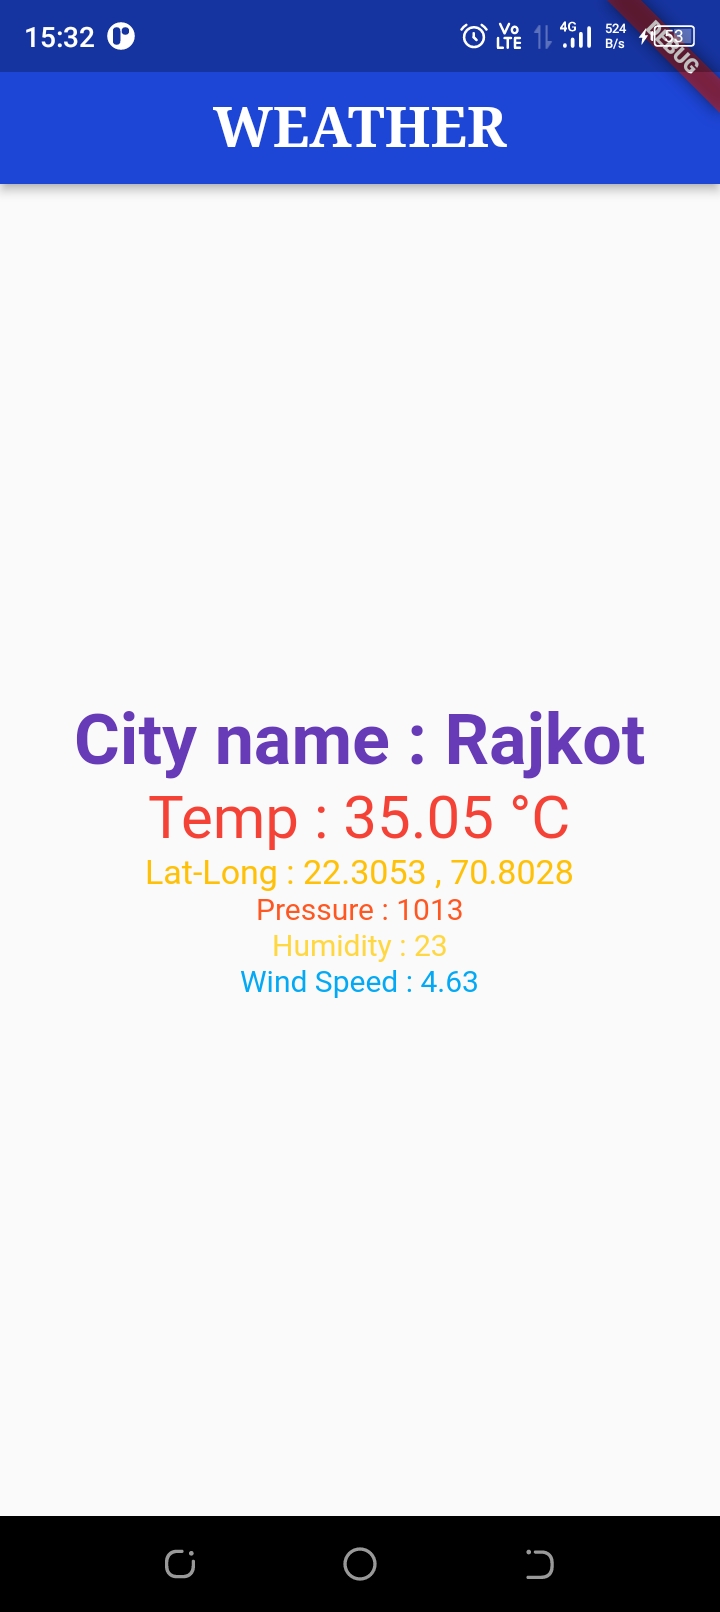 15:32 Vo LTE 4G 524 B/s 53
DEBUG
WEATHER
City name : Rajkot
Temp : 35.05 °C
Lat-Long : 22.3053 , 70.8028
Pressure : 1013
Humidity : 23
Wind Speed : 4.63